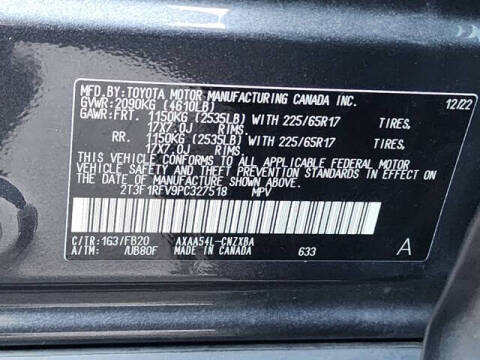 MFD.BY:TOYOTA MOTOR MANUFACTURING CANADA INC. 12/22
GVWR:2090KG (4610LB)
GAWR:FRT. 1150KG (2535LB)WITH 225/65R17 TIRES,
17X7.0J RIMS,
RR. 1150KG (2535LB)WITH 225/65R17 TIRES,
17X7.0J RIMS,
THIS VEHICLE CONFORMS TO ALL APPLICABLE FEDERAL MOTOR
VEHICLE SAFETY AND THEFT PREVENTION STANDARDS IN EFFECT ON
THE DATE OF MANUFACTURE SHOWN ABOVE.
2T3F1RFV9PC327518 MPV
C/TR:1G3/FB20 AXAA54L-CNZXBA A
A/TM: /UB80F MADE IN CANADA 633